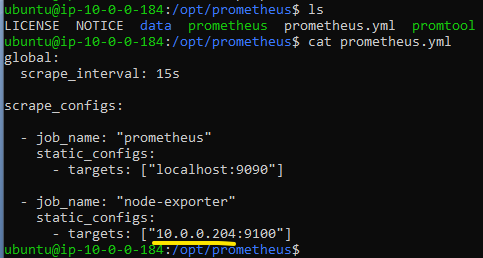 ubuntu@ip-10-0-0-184:/opt/prometheus$ ls
LICENSE  NOTICE  data  prometheus  prometheus.yml  promtool
ubuntu@ip-10-0-0-184:/opt/prometheus$ cat prometheus.yml
global:
  scrape_interval: 15s

scrape_configs:

  - job_name: "prometheus"
    static_configs:
      - targets: ["localhost:9090"]

  - job_name: "node-exporter"
    static_configs:
      - targets: ["10.0.0.204:9100"]
ubuntu@ip-10-0-0-184:/opt/prometheus$